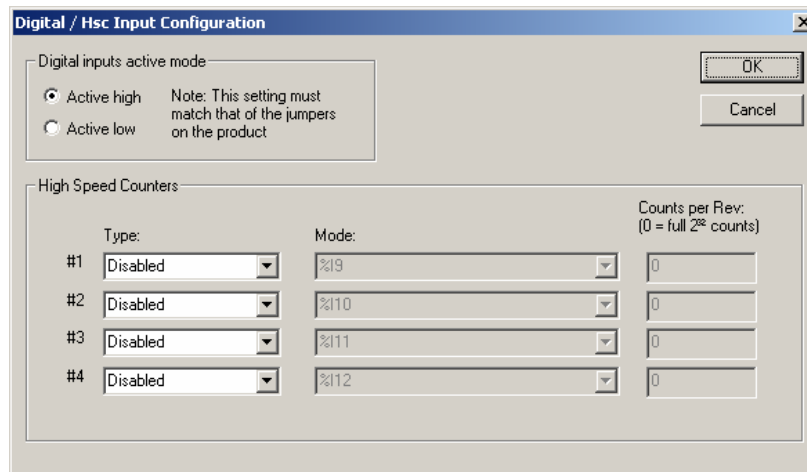 Digital / Hsc Input Configuration
Digital inputs active mode
Active high
Active low
Note: This setting must
match that of the jumpers
on the product
OK
Cancel
High Speed Counters
Type:
Mode:
Counts per Rev:
(0 = full 2³² counts)
#1 Disabled %I9 0
#2 Disabled %I10 0
#3 Disabled %I11 0
#4 Disabled %I12 0